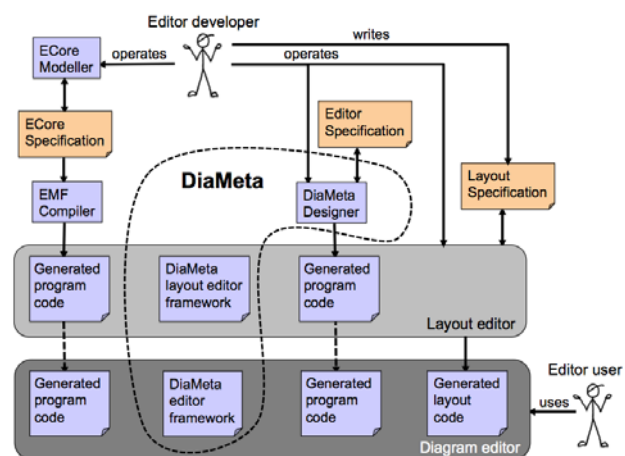 Editor developer
writes
operates
operates
ECore
Modeller
Editor
Specification
ECore
Specification
DiaMeta
Layout
Specification
EMF
Compiler
DiaMeta
Designer
Generated
program
code
DiaMeta
layout editor
framework
Generated
program
code
Layout editor
Generated
program
code
DiaMeta
editor
framework
Generated
program
code
Generated
layout
code
Editor user
uses
Diagram editor